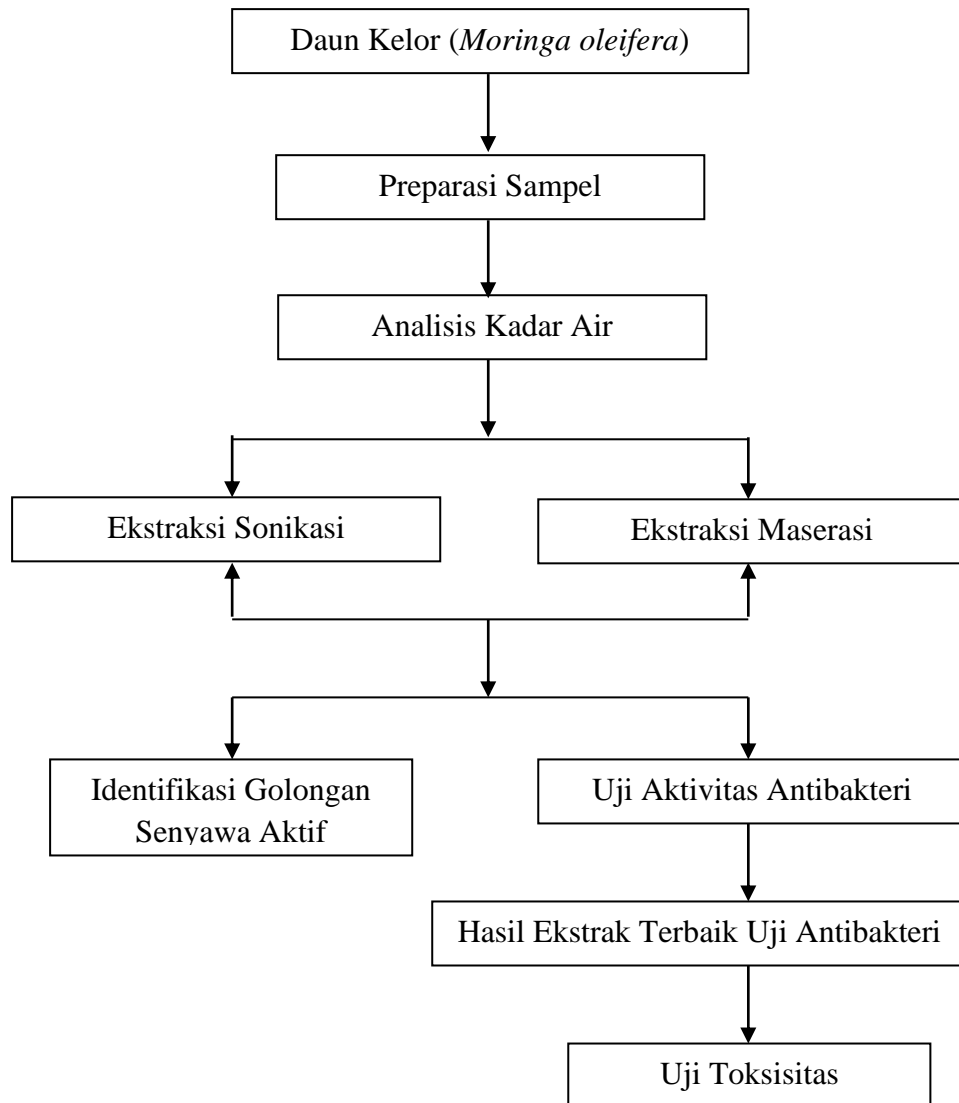 Daun Kelor (Moringa oleifera)
Preparasi Sampel
Analisis Kadar Air
Ekstraksi Sonikasi
Ekstraksi Maserasi
Identifikasi Golongan
Senyawa Aktif
Uji Aktivitas Antibakteri
Hasil Ekstrak Terbaik Uji Antibakteri
Uji Toksisitas